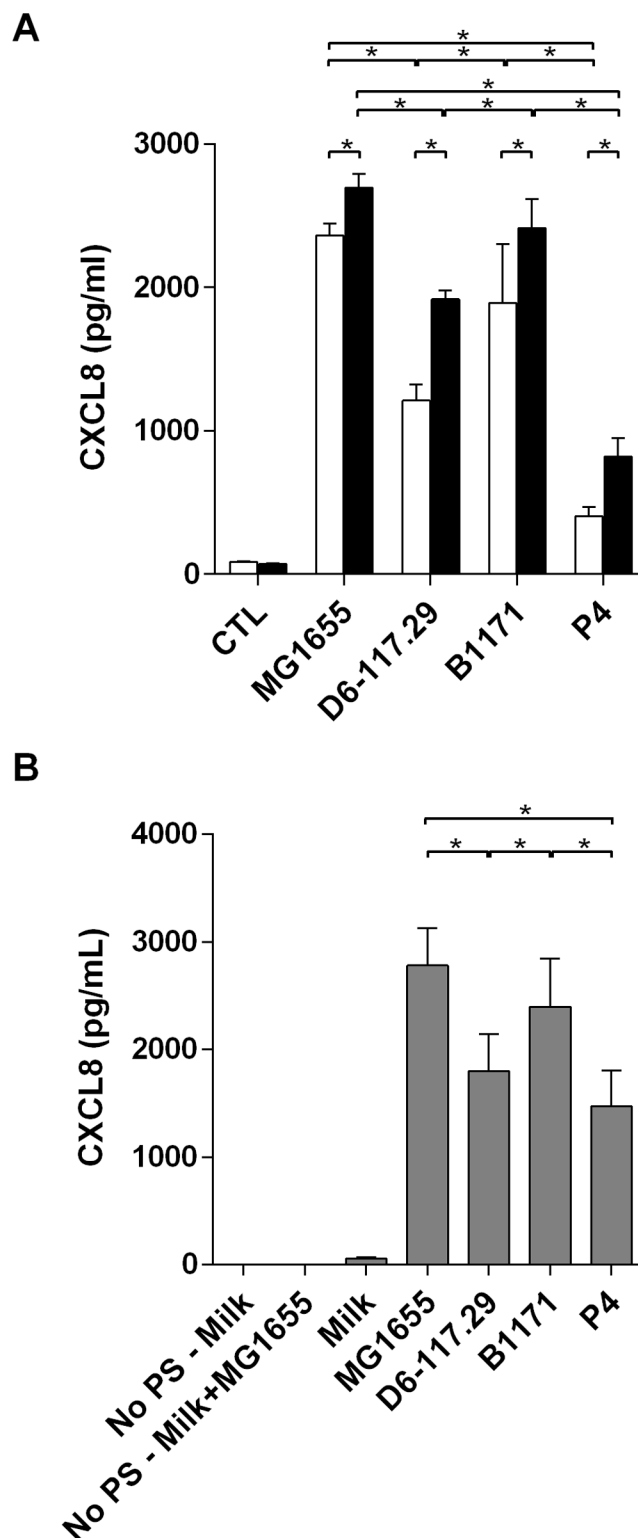 A
*
* * *
*
* * *
* * * *
3000
2000
1000
0
CXCL8 (pg/ml)
CTL
MG1655
D6-117.29
B1171
P4
B
*
* * *
4000
3000
2000
1000
0
CXCL8 (pg/mL)
No PS - Milk
No PS - Milk+MG1655
Milk
MG1655
D6-117.29
B1171
P4